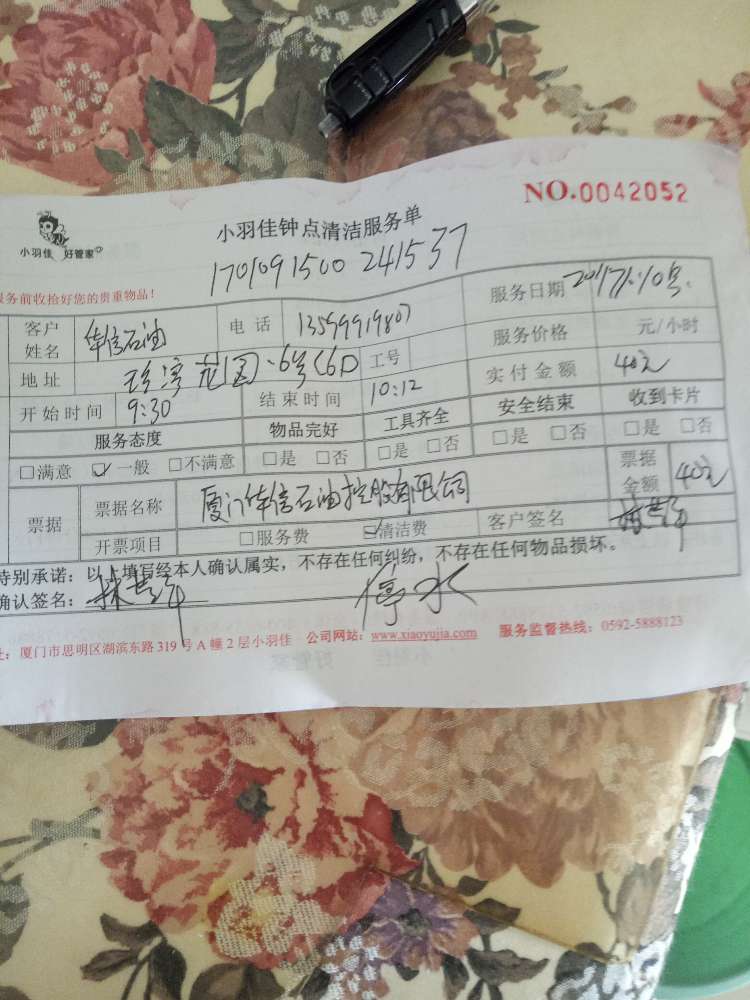 NO.0042052
小羽佳 好管家
小羽佳钟点清洁服务单
1701091500241537
服务前收拾好您的贵重物品！
服务日期 2017.1.10号
客户姓名 华信石油 电话 13599919807 服务价格 元/小时
地址 珍湾花园·6号C6D 工号 实付金额 40元
开始时间 9:30 结束时间 10:12 安全结束 收到卡片
服务态度 物品完好 工具齐全 □是 □否 □是 □否
□满意 ☑一般 □不满意 □是 □否 □是 □否 票据金额 40元
票据 票据名称 厦门华信石油控股有限公司
开票项目 □服务费 ☑清洁费 客户签名
特别承诺：以上填写经本人确认属实，不存在任何纠纷，不存在任何物品损坏。
确认签名： 停水
址：厦门市思明区湖滨东路319号A幢2层小羽佳 公司网站：www.xiaoyujia.com 服务监督热线：0592-5888123